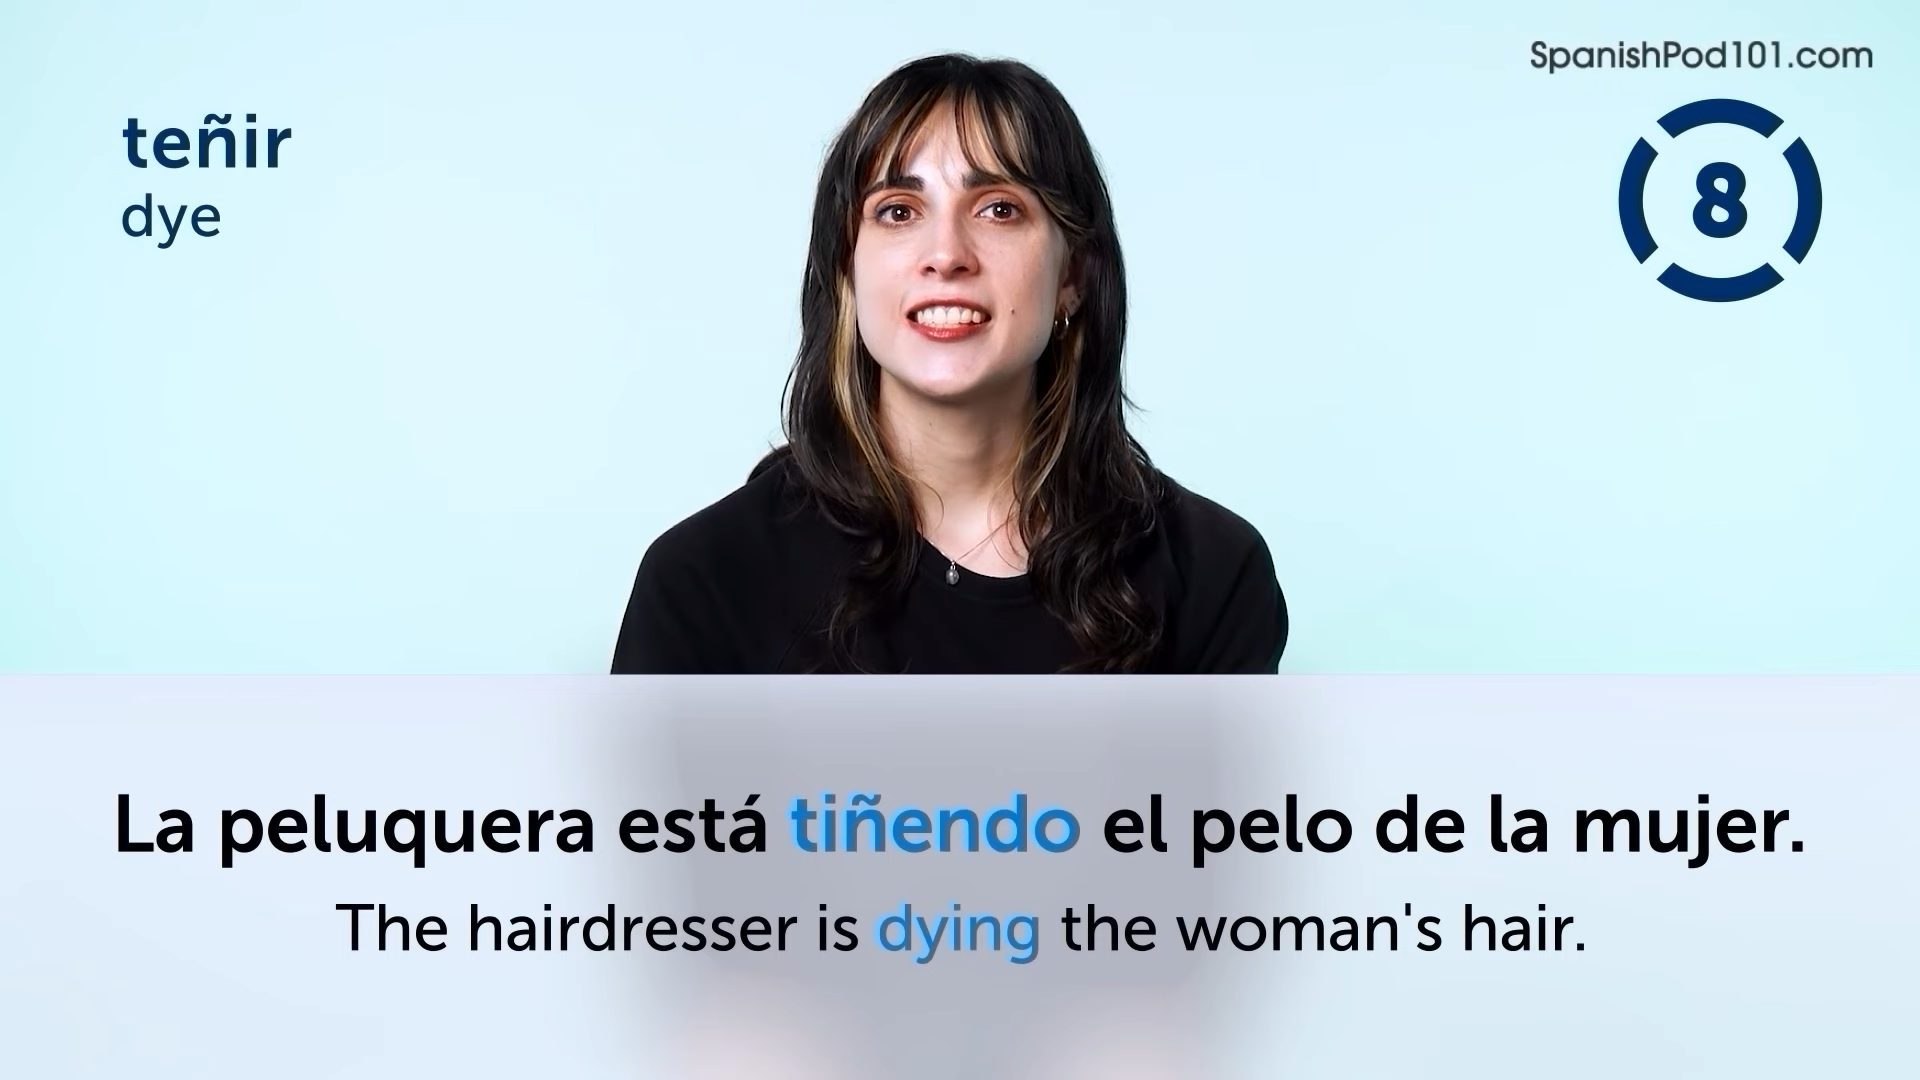 SpanishPod101.com
teñir
dye
8
La peluquera está tiñendo el pelo de la mujer.
The hairdresser is dying the woman's hair.